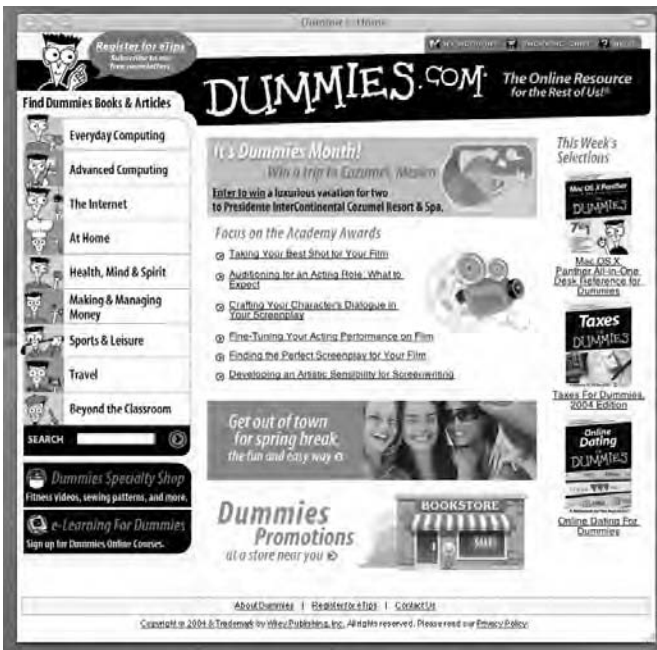 Dummies::Home
Register for eTips
Subscribe to our
free newsletters.
My Account Shopping Cart ? Help
DUMMIES.COM
The Online Resource
for the Rest of Us!®
Find Dummies Books & Articles
Everyday Computing
Advanced Computing
The Internet
At Home
Health, Mind & Spirit
Making & Managing
Money
Sports & Leisure
Travel
Beyond the Classroom
SEARCH
Dummies Specialty Shop
Fitness videos, sewing patterns, and more.
e-Learning For Dummies
Sign up for Dummies Online Courses.
It's Dummies Month!
Win a trip to Cozumel, Mexico
Enter to win a luxurious vacation for two
to Presidente InterContinental Cozumel Resort & Spa.
Focus on the Academy Awards
Taking Your Best Shot for Your Film
Auditioning for an Acting Role: What to
Expect
Crafting Your Character's Dialogue in
Your Screenplay
Fine-Tuning Your Acting Performance on Film
Finding the Perfect Screenplay for Your Film
Developing an Artistic Sensibility for Screenwriting
Get out of town
for spring break
the fun and easy way
Dummies
Promotions
at a store near you
BOOKSTORE
SALE
This Week's
Selections
Mac OS X Panther
DUMMIES
Mac OS X
Panther All-in-One
Desk Reference for
Dummies
Taxes
DUMMIES
Taxes For Dummies,
2004 Edition
Online
Dating
DUMMIES
Online Dating For
Dummies
About Dummies | Register for eTips | Contact Us
Copyright © 2004 & Trademark by Wiley Publishing, Inc. All rights reserved. Please read our Privacy Policy.